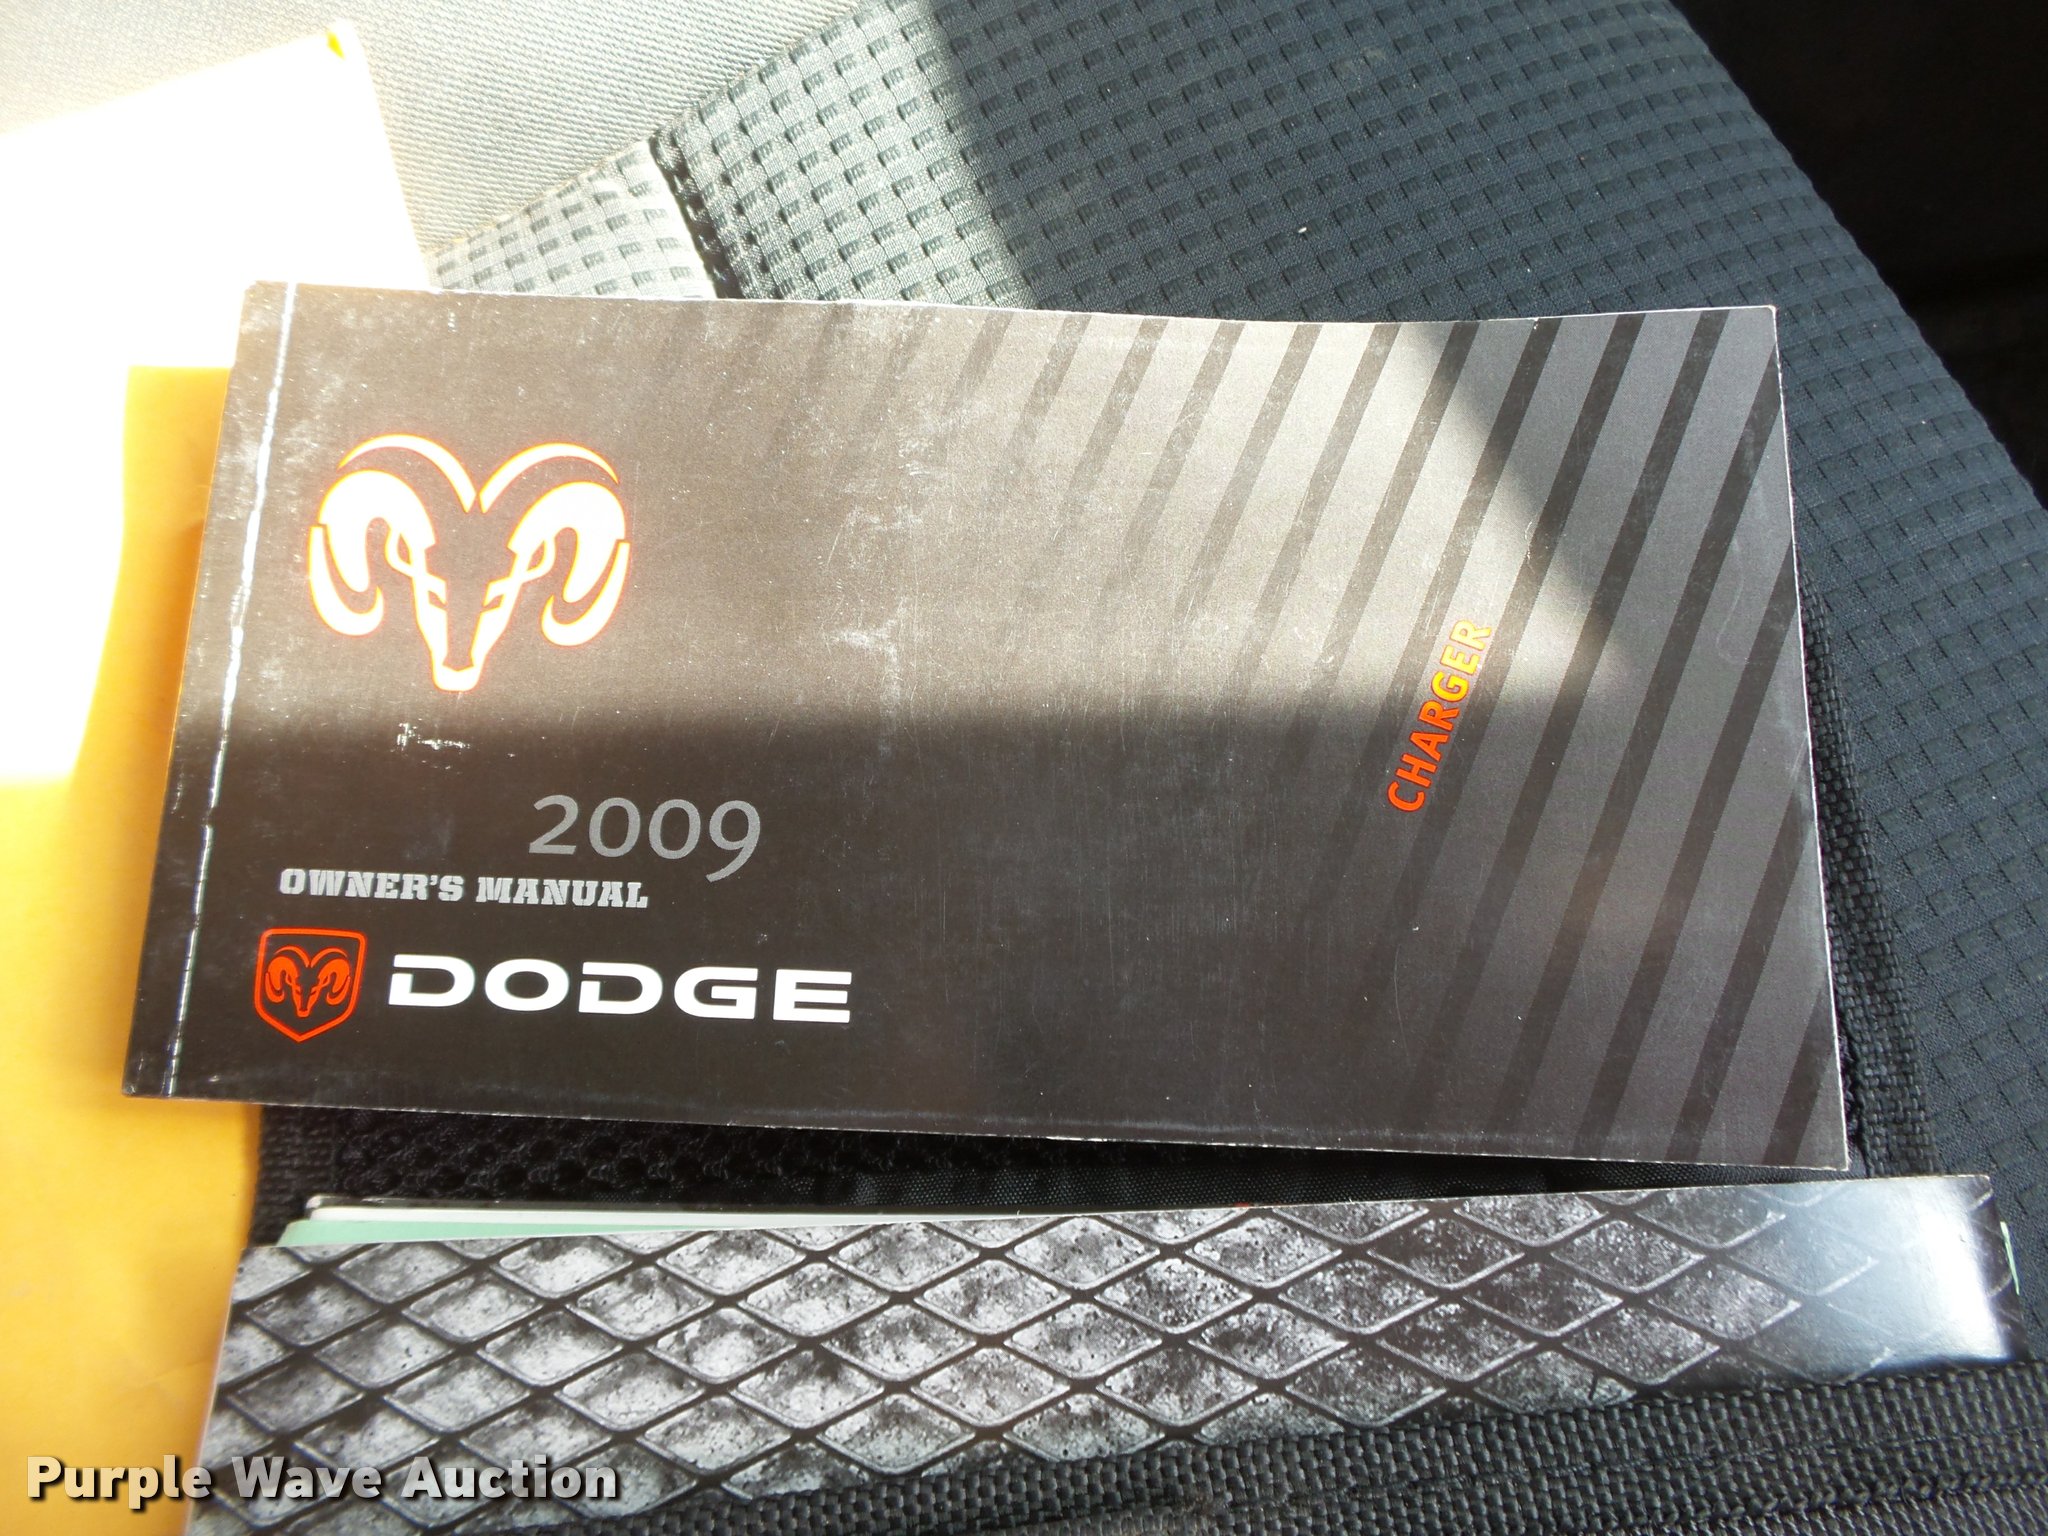 CHARGER
2009
OWNER'S MANUAL
DODGE
Purple Wave Auction